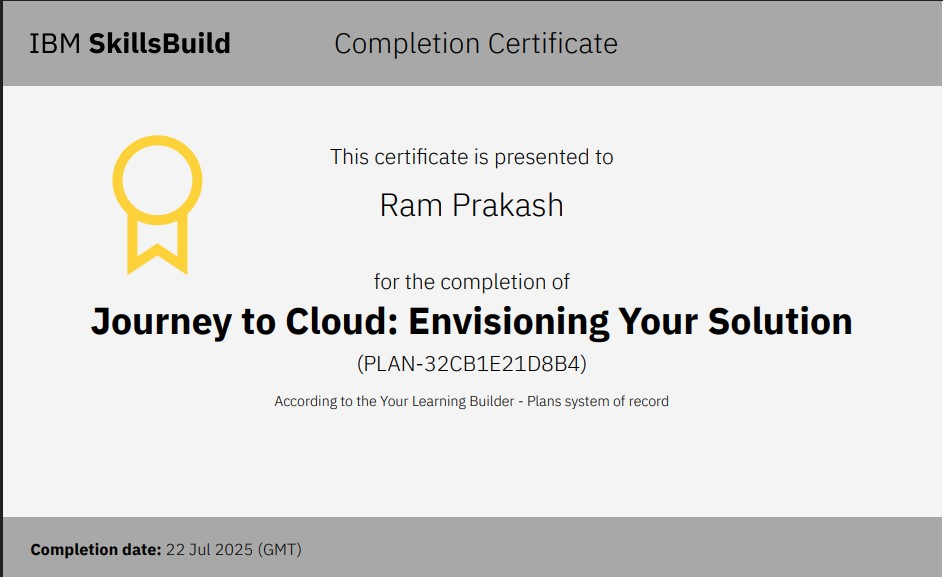 IBM SkillsBuild
Completion Certificate
This certificate is presented to
Ram Prakash
for the completion of
Journey to Cloud: Envisioning Your Solution
(PLAN-32CB1E21D8B4)
According to the Your Learning Builder - Plans system of record
Completion date: 22 Jul 2025 (GMT)